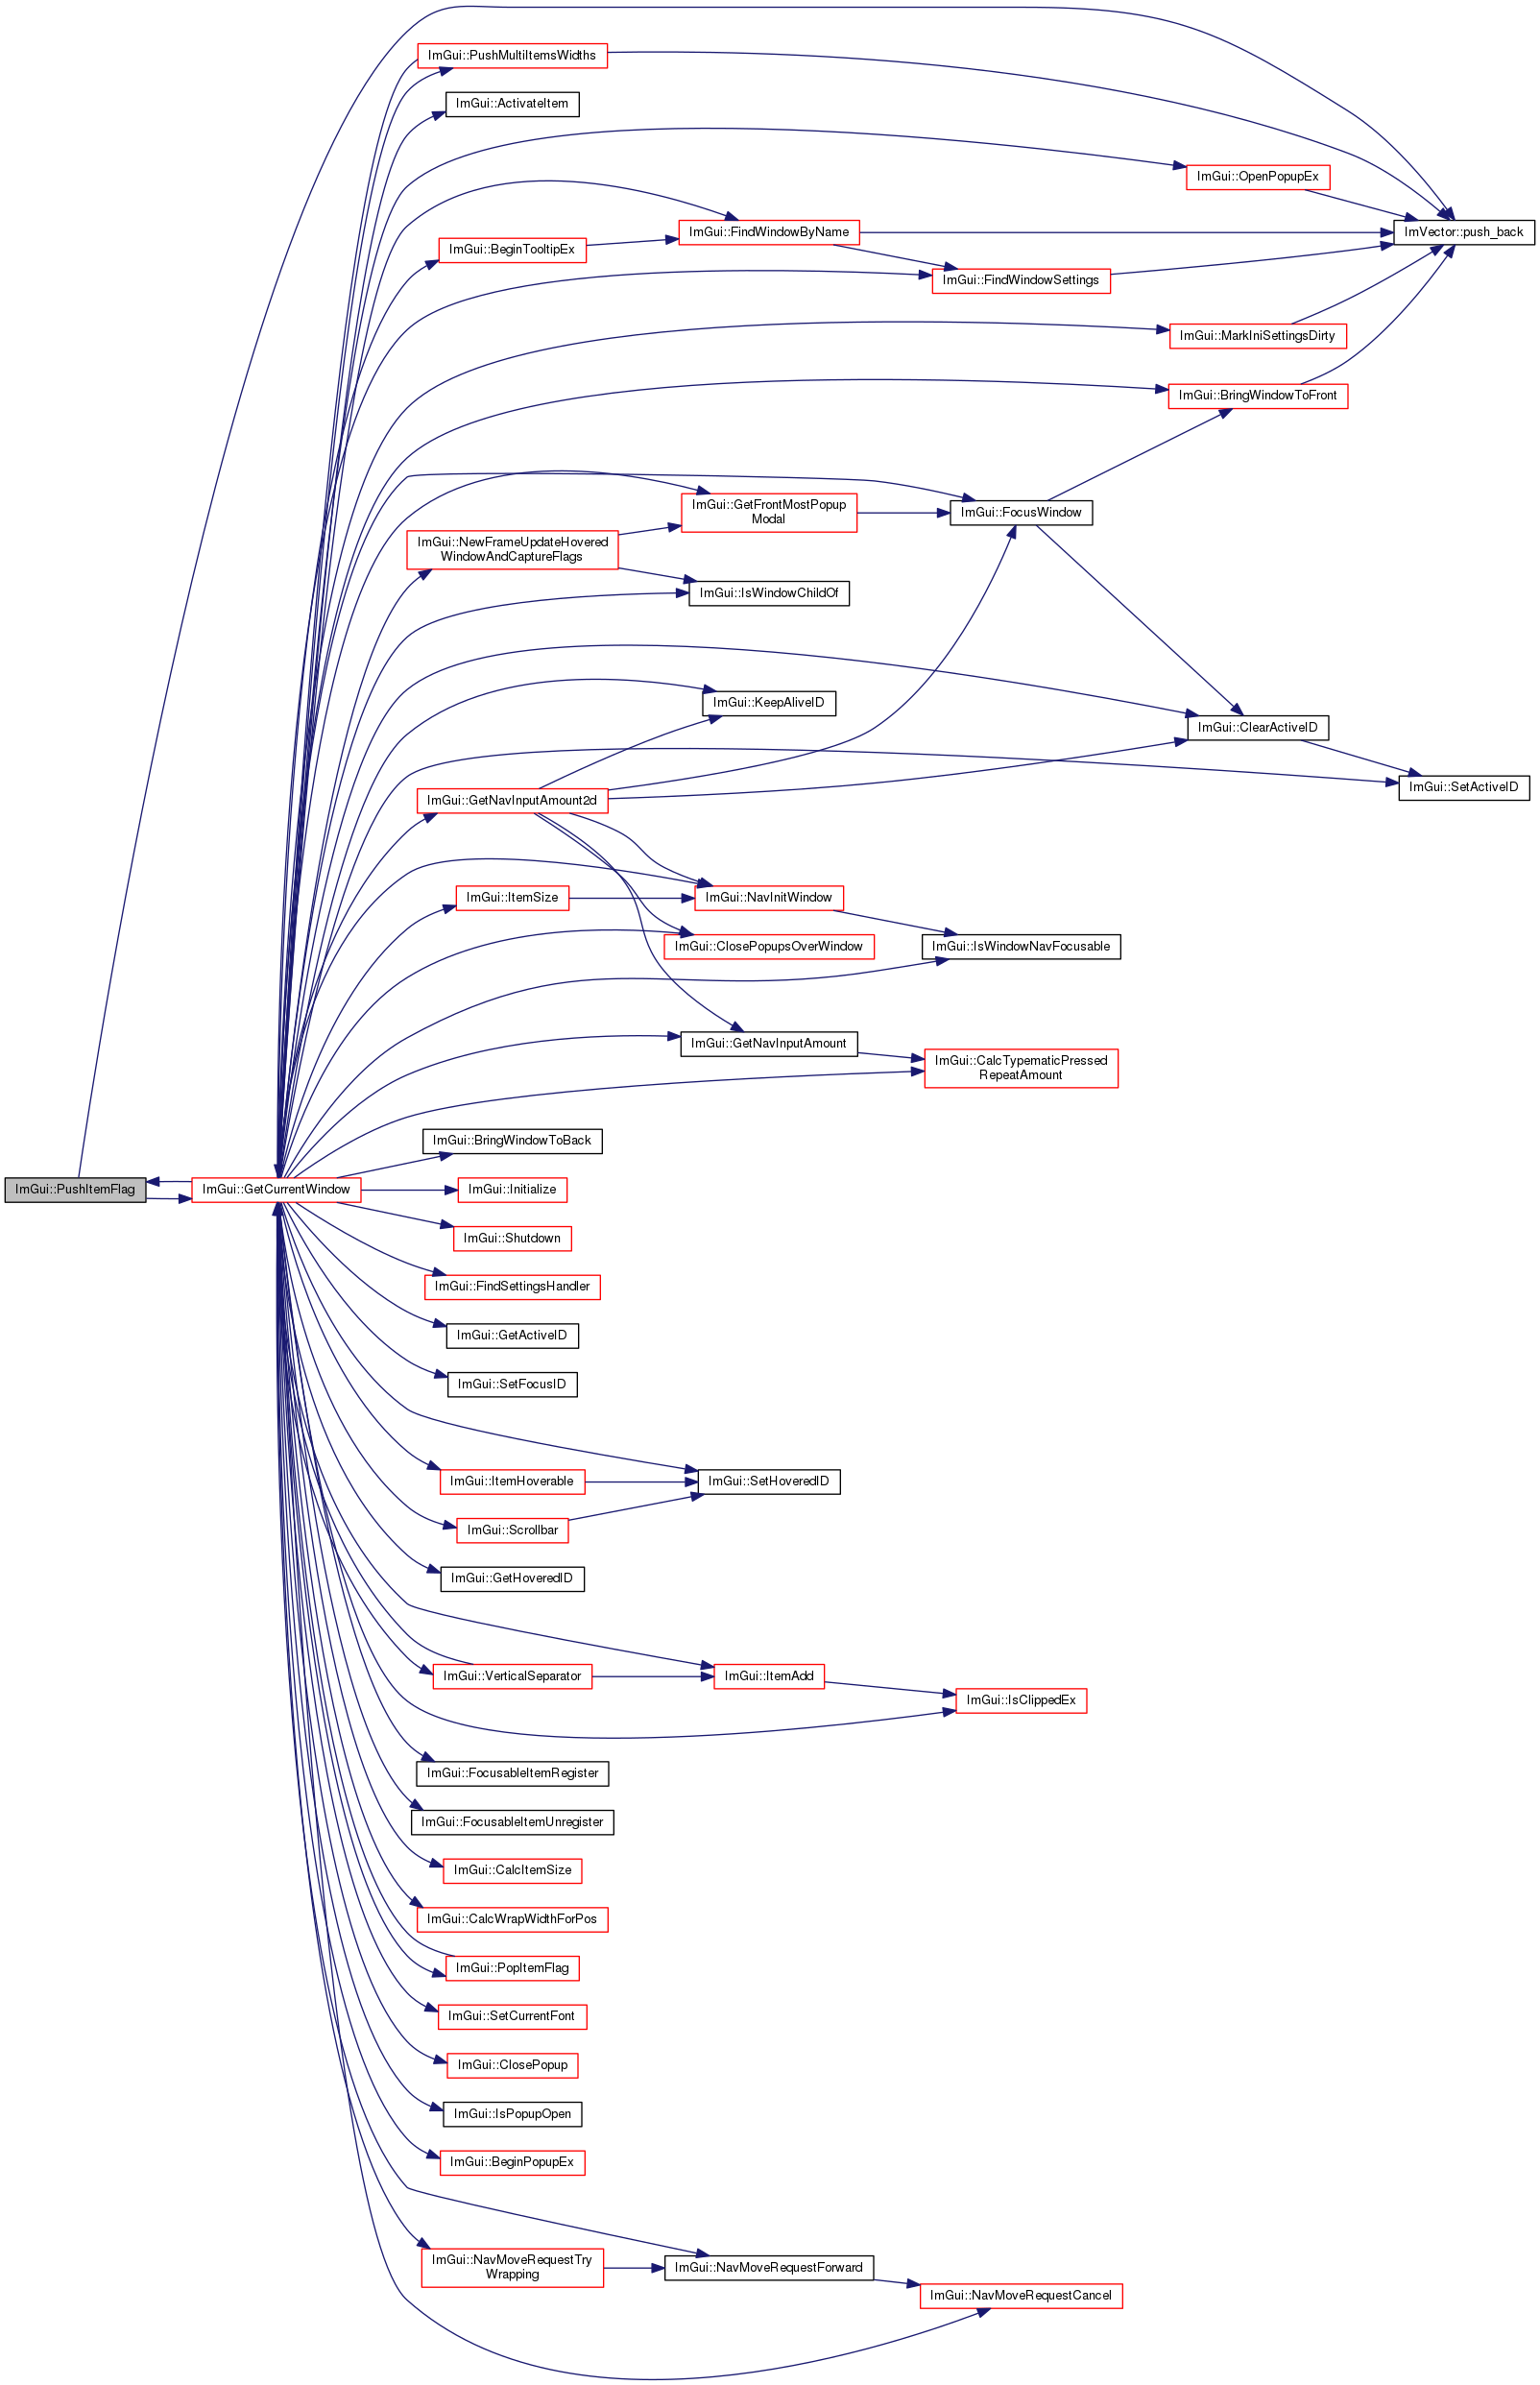 ImGui::PushMultiItemsWidths
ImGui::ActivateItem
ImGui::OpenPopupEx
ImGui::FindWindowByName
ImVector::push_back
ImGui::BeginTooltipEx
ImGui::FindWindowSettings
ImGui::MarkIniSettingsDirty
ImGui::BringWindowToFront
ImGui::GetFrontMostPopup
Modal
ImGui::FocusWindow
ImGui::NewFrameUpdateHovered
WindowAndCaptureFlags
ImGui::IsWindowChildOf
ImGui::KeepAliveID
ImGui::ClearActiveID
ImGui::SetActiveID
ImGui::GetNavInputAmount2d
ImGui::ItemSize
ImGui::NavInitWindow
ImGui::ClosePopupsOverWindow
ImGui::IsWindowNavFocusable
ImGui::GetNavInputAmount
ImGui::CalcTypematicPressed
RepeatAmount
ImGui::BringWindowToBack
ImGui::PushItemFlag
ImGui::GetCurrentWindow
ImGui::Initialize
ImGui::Shutdown
ImGui::FindSettingsHandler
ImGui::GetActiveID
ImGui::SetFocusID
ImGui::ItemHoverable
ImGui::SetHoveredID
ImGui::Scrollbar
ImGui::GetHoveredID
ImGui::VerticalSeparator
ImGui::ItemAdd
ImGui::IsClippedEx
ImGui::FocusableItemRegister
ImGui::FocusableItemUnregister
ImGui::CalcItemSize
ImGui::CalcWrapWidthForPos
ImGui::PopItemFlag
ImGui::SetCurrentFont
ImGui::ClosePopup
ImGui::IsPopupOpen
ImGui::BeginPopupEx
ImGui::NavMoveRequestTry
Wrapping
ImGui::NavMoveRequestForward
ImGui::NavMoveRequestCancel